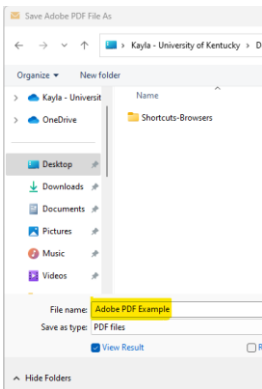 Save Adobe PDF File As
Kayla - University of Kentucky > D
Organize New folder
Name
Kayla - Universit
OneDrive
Shortcuts-Browsers
Desktop
Downloads
Documents
Pictures
Music
Videos
File name: Adobe PDF Example
Save as type: PDF files
View Result R
Hide Folders